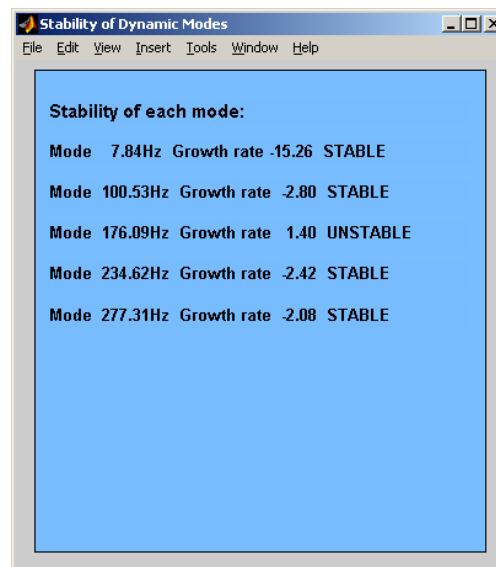 Stability of Dynamic Modes
File Edit View Insert Tools Window Help
Stability of each mode:
Mode 7.84Hz Growth rate -15.26 STABLE
Mode 100.53Hz Growth rate -2.80 STABLE
Mode 176.09Hz Growth rate 1.40 UNSTABLE
Mode 234.62Hz Growth rate -2.42 STABLE
Mode 277.31Hz Growth rate -2.08 STABLE